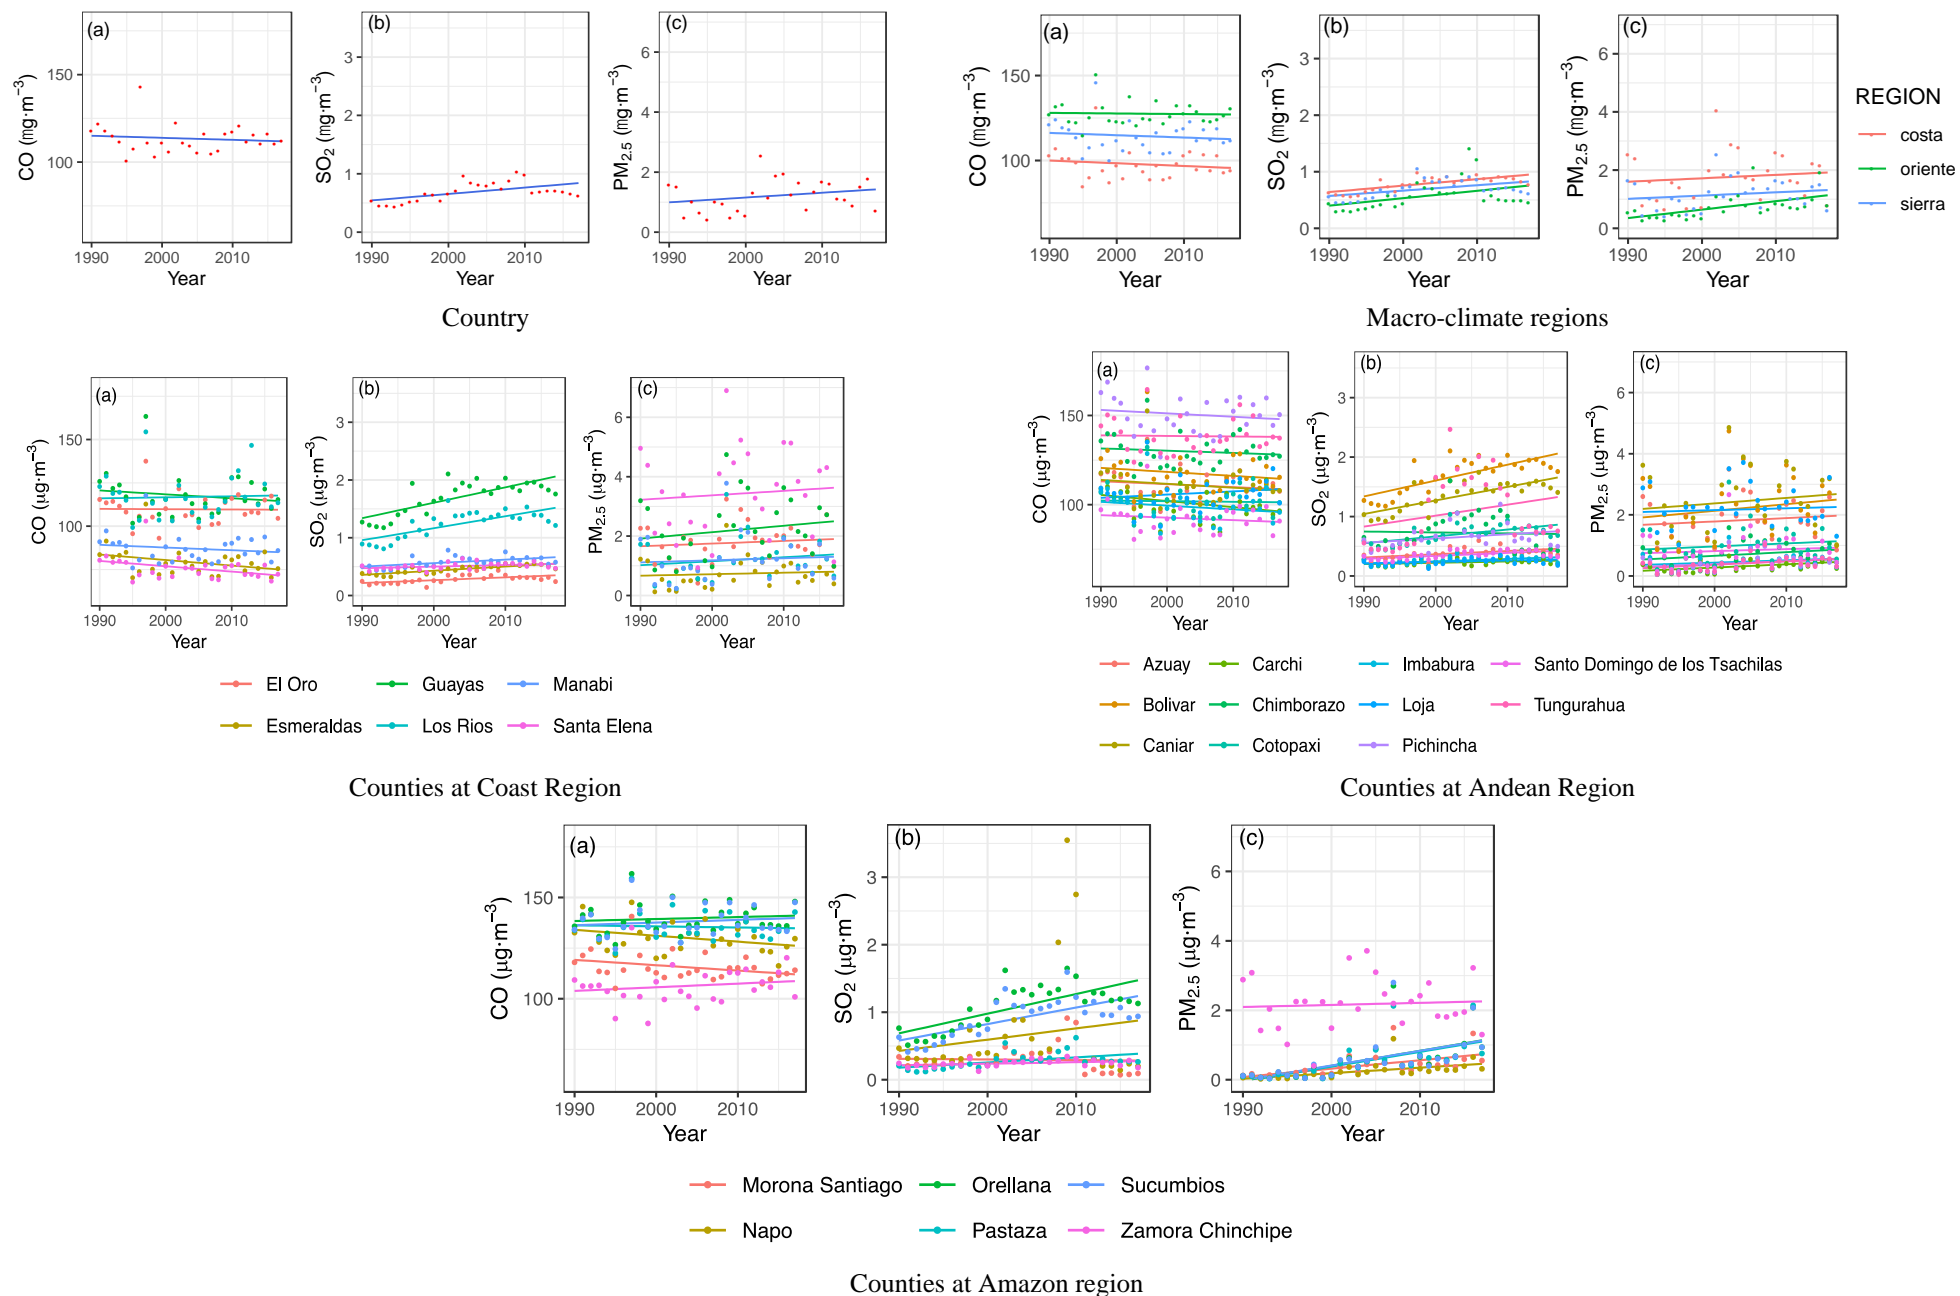 (a)
150
100
CO (mg·m−3)
1990
2000
2010
Year
(b)
3
2
1
0
SO2 (mg·m−3)
1990
2000
2010
Year
(c)
6
4
2
0
PM2.5 (mg·m−3)
1990
2000
2010
Year
Country
(a)
150
100
CO (mg·m−3)
1990
2000
2010
Year
(b)
3
2
1
0
SO2 (mg·m−3)
1990
2000
2010
Year
(c)
6
4
2
0
PM2.5 (mg·m−3)
1990
2000
2010
Year
REGION
costa
oriente
sierra
Macro-climate regions
(a)
150
100
CO (μg·m−3)
1990
2000
2010
Year
(b)
3
2
1
0
SO2 (μg·m−3)
1990
2000
2010
Year
(c)
6
4
2
0
PM2.5 (μg·m−3)
1990
2000
2010
Year
El Oro
Guayas
Manabi
Esmeraldas
Los Rios
Santa Elena
Counties at Coast Region
(a)
150
100
CO (μg·m−3)
1990
2000
2010
Year
(b)
3
2
1
0
SO2 (μg·m−3)
1990
2000
2010
Year
(c)
6
4
2
0
PM2.5 (μg·m−3)
1990
2000
2010
Year
Azuay
Carchi
Imbabura
Santo Domingo de los Tsachilas
Bolivar
Chimborazo
Loja
Tungurahua
Caniar
Cotopaxi
Pichincha
Counties at Andean Region
(a)
150
100
CO (μg·m−3)
1990
2000
2010
Year
(b)
3
2
1
0
SO2 (μg·m−3)
1990
2000
2010
Year
(c)
6
4
2
0
PM2.5 (μg·m−3)
1990
2000
2010
Year
Morona Santiago
Orellana
Sucumbios
Napo
Pastaza
Zamora Chinchipe
Counties at Amazon region